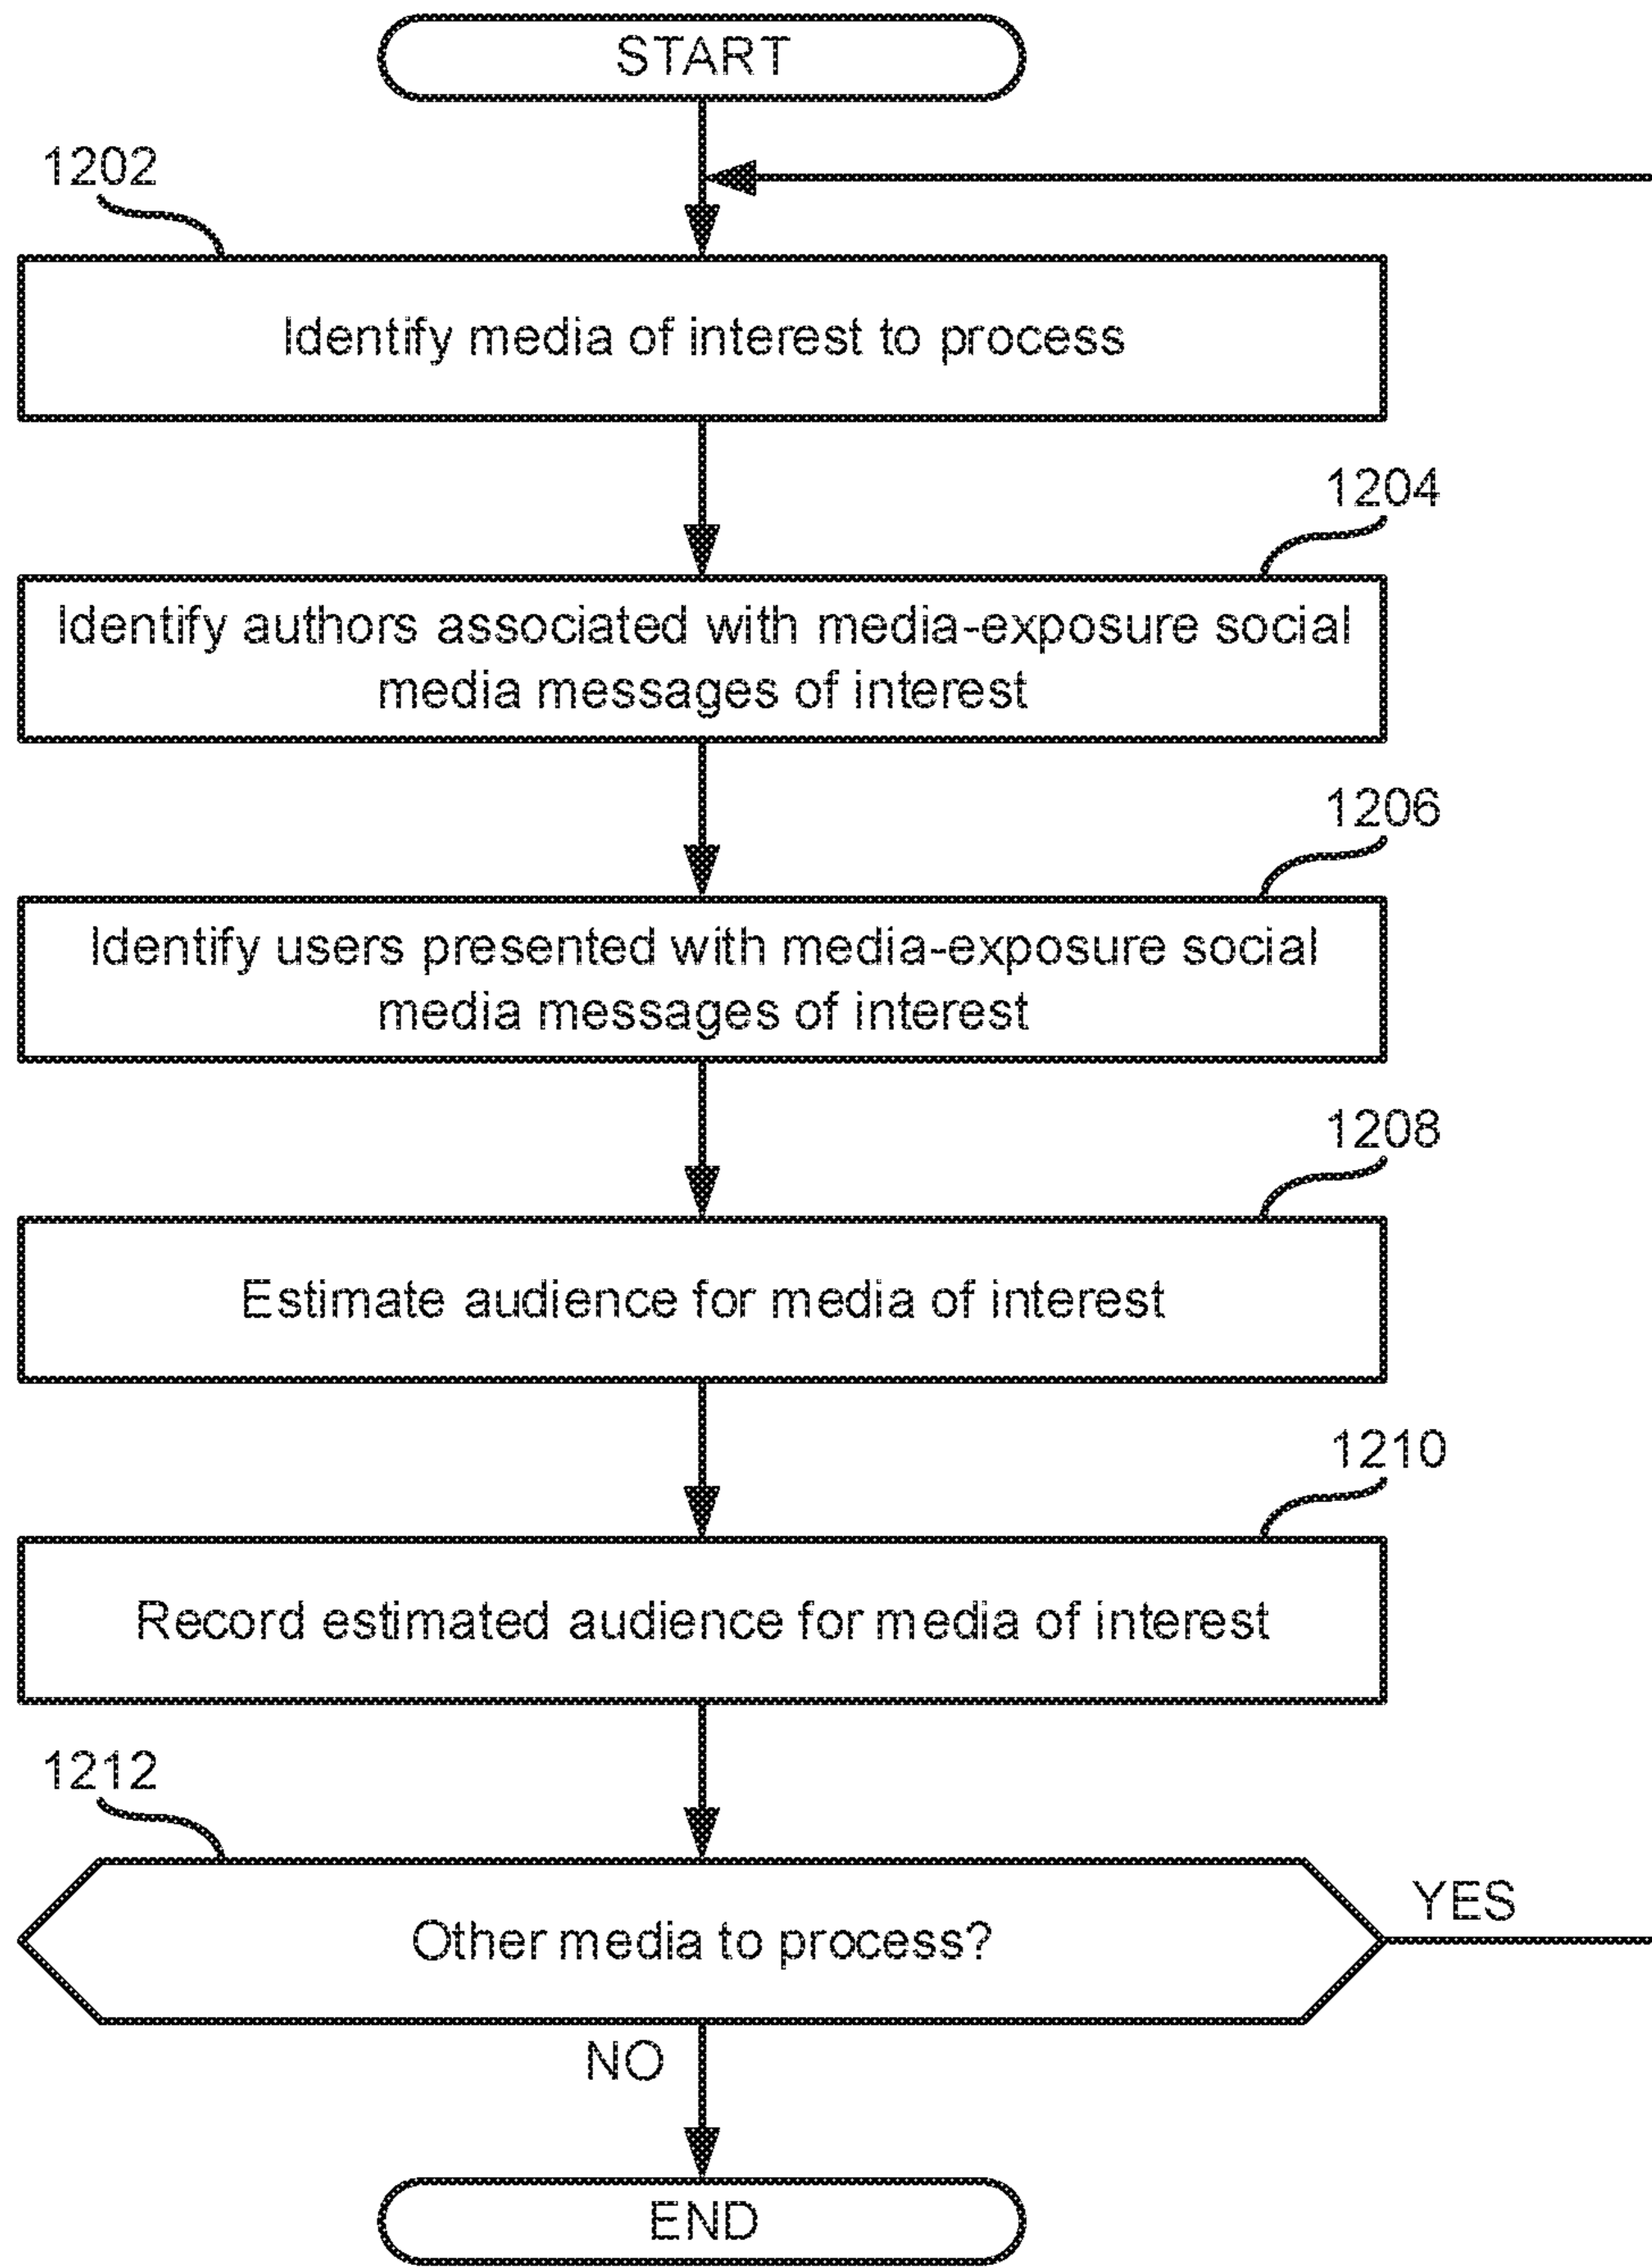 START
1202
Identify media of interest to process
1204
Identify authors associated with media-exposure social
media messages of interest
1206
Identify users presented with media-exposure social
media messages of interest
1208
Estimate audience for media of interest
1210
Record estimated audience for media of interest
1212
Other media to process?
YES
NO
END